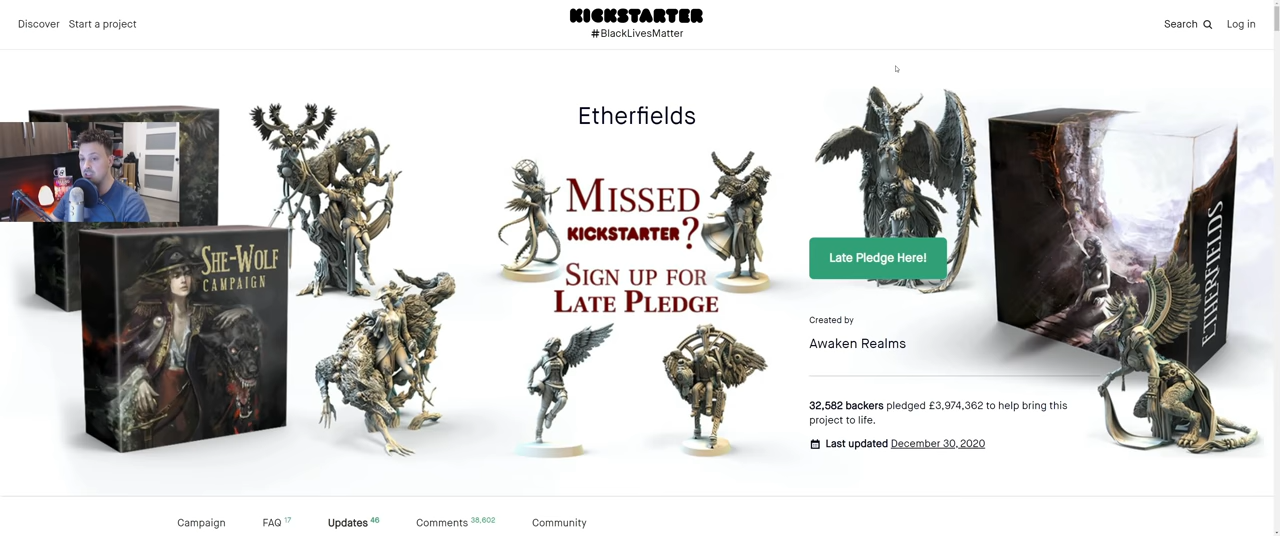 Discover Start a project
KICKSTARTER
#BlackLivesMatter
Search Log in
Etherfields
MISSED
KICKSTARTER?
SIGN UP FOR
LATE PLEDGE
SHE-WOLF
CAMPAIGN
ETHERFIELDS
Late Pledge Here!
Created by
Awaken Realms
32,582 backers pledged £3,974,362 to help bring this
project to life.
Last updated December 30, 2020
Campaign FAQ 17 Updates 46 Comments 38,602 Community